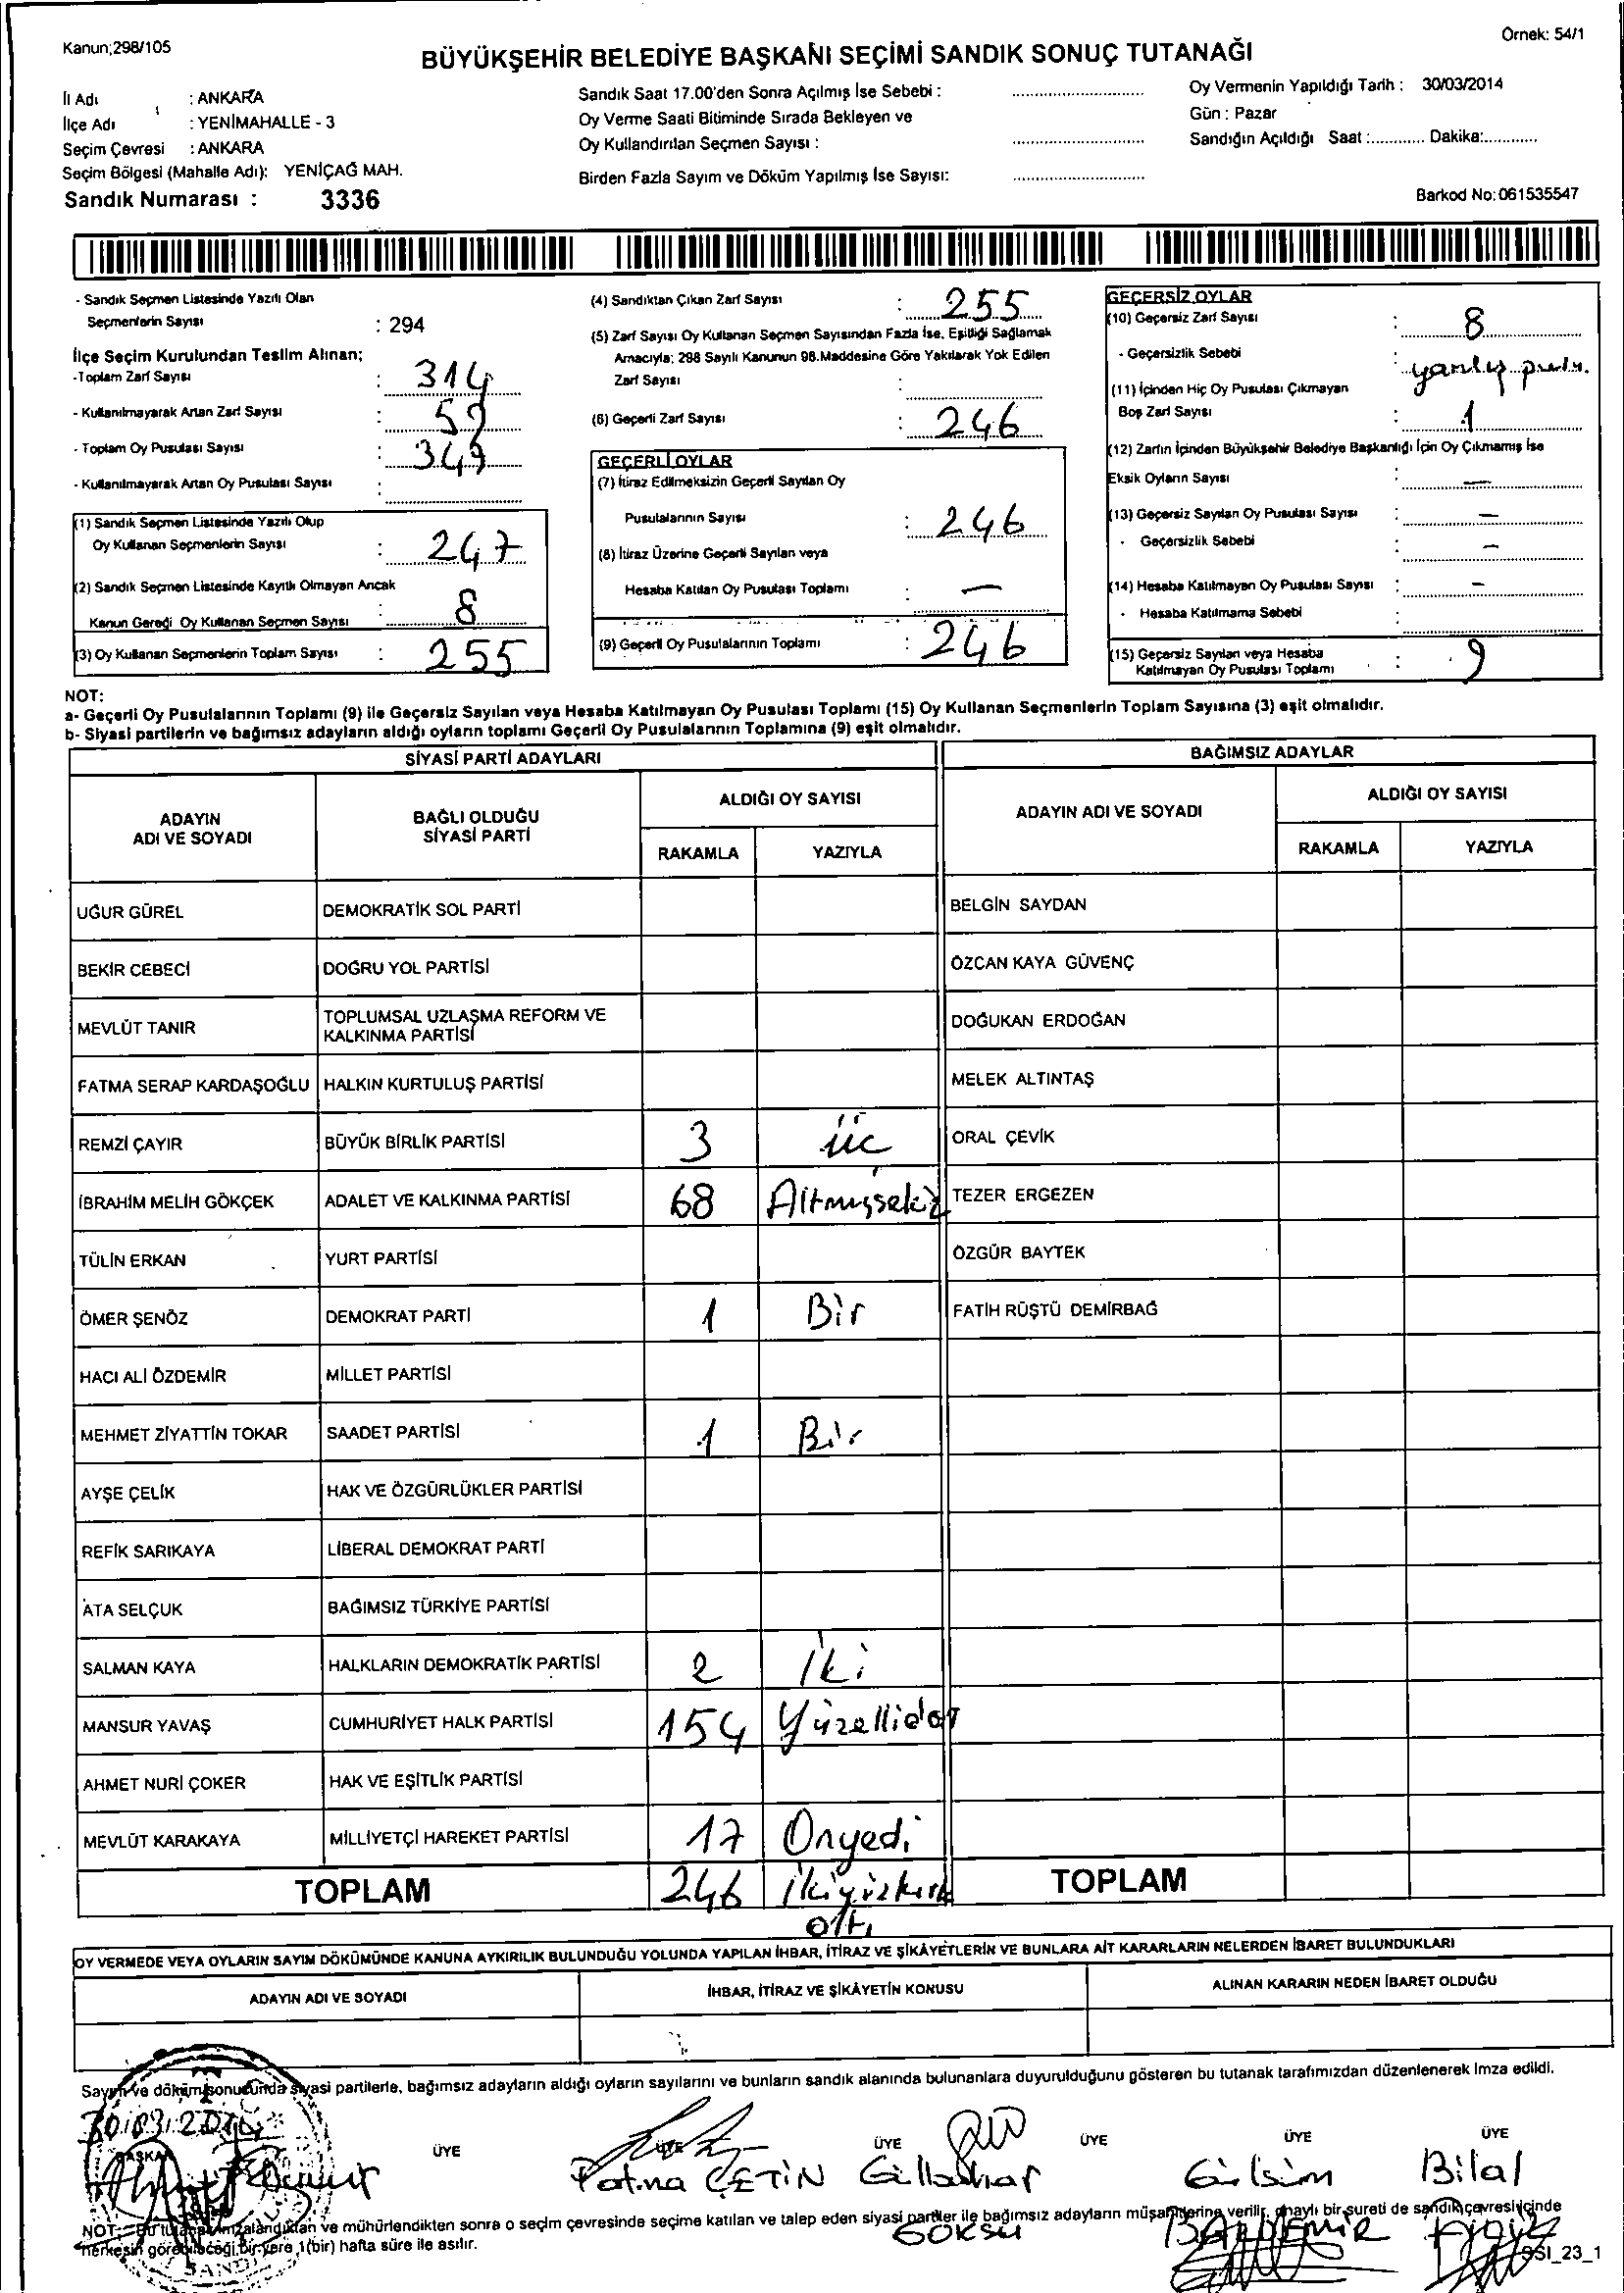 Kanun;298/105
Örnek: 54/1
BÜYÜKŞEHİR BELEDİYE BAŞKANI SEÇİMİ SANDIK SONUÇ TUTANAĞI
İl Adı : ANKARA
İlçe Adı : YENİMAHALLE - 3
Seçim Çevresi : ANKARA
Seçim Bölgesi (Mahalle Adı): YENİÇAĞ MAH.
Sandık Numarası : 3336
Sandık Saat 17.00'den Sonra Açılmış İse Sebebi :
Oy Verme Saati Bitiminde Sırada Bekleyen ve
Oy Kullandırılan Seçmen Sayısı :
Birden Fazla Sayım ve Döküm Yapılmış İse Sayısı:
Oy Vermenin Yapıldığı Tarih : 30/03/2014
Gün : Pazar
Sandığın Açıldığı Saat :............ Dakika:............
Barkod No:061535547
- Sandık Seçmen Listesinde Yazılı Olan
Seçmenlerin Sayısı : 294
İlçe Seçim Kurulundan Teslim Alınan;
-Toplam Zarf Sayısı : 314
- Kullanılmayarak Artan Zarf Sayısı : 59
- Toplam Oy Pusulası Sayısı : 349
- Kullanılmayarak Artan Oy Pusulası Sayısı :
(1) Sandık Seçmen Listesinde Yazılı Olup
Oy Kullanan Seçmenlerin Sayısı : 247
(2) Sandık Seçmen Listesinde Kayıtlı Olmayan Ancak
Kanun Gereği Oy Kullanan Seçmen Sayısı : 8
(3) Oy Kullanan Seçmenlerin Toplam Sayısı : 255
(4) Sandıktan Çıkan Zarf Sayısı : 255
(5) Zarf Sayısı Oy Kullanan Seçmen Sayısından Fazla İse, Eşitliği Sağlamak
Amacıyla; 298 Sayılı Kanunun 98.Maddesine Göre Yakılarak Yok Edilen
Zarf Sayısı :
(6) Geçerli Zarf Sayısı : 246
GEÇERLİ OYLAR
(7) İtiraz Edilmeksizin Geçerli Sayılan Oy
Pusulalarının Sayısı : 246
(8) İtiraz Üzerine Geçerli Sayılan veya
Hesaba Katılan Oy Pusulası Toplamı : —
(9) Geçerli Oy Pusulalarının Toplamı : 246
GEÇERSİZ OYLAR
(10) Geçersiz Zarf Sayısı : 8
- Geçersizlik Sebebi : yanlış
(11) İçinden Hiç Oy Pusulası Çıkmayan
Boş Zarf Sayısı : 1
(12) Zarfın İçinden Büyükşehir Belediye Başkanlığı İçin Oy Çıkmamış İse
Eksik Oyların Sayısı : —
(13) Geçersiz Sayılan Oy Pusulası Sayısı : —
- Geçersizlik Sebebi : —
(14) Hesaba Katılmayan Oy Pusulası Sayısı : —
- Hesaba Katılmama Sebebi :
(15) Geçersiz Sayılan veya Hesaba
Katılmayan Oy Pusulası Toplamı : 9
NOT:
a- Geçerli Oy Pusulalarının Toplamı (9) ile Geçersiz Sayılan veya Hesaba Katılmayan Oy Pusulası Toplamı (15) Oy Kullanan Seçmenlerin Toplam Sayısına (3) eşit olmalıdır.
b- Siyasi partilerin ve bağımsız adayların aldığı oyların toplamı Geçerli Oy Pusulalarının Toplamına (9) eşit olmalıdır.
SİYASİ PARTİ ADAYLARI
BAĞIMSIZ ADAYLAR
ADAYIN
ADI VE SOYADI
BAĞLI OLDUĞU
SİYASİ PARTİ
ALDIĞI OY SAYISI
RAKAMLA YAZIYLA
ADAYIN ADI VE SOYADI
ALDIĞI OY SAYISI
RAKAMLA YAZIYLA
UĞUR GÜREL DEMOKRATİK SOL PARTİ BELGİN SAYDAN
BEKİR CEBECİ DOĞRU YOL PARTİSİ ÖZCAN KAYA GÜVENÇ
MEVLÜT TANIR TOPLUMSAL UZLAŞMA REFORM VE
KALKINMA PARTİSİ DOĞUKAN ERDOĞAN
FATMA SERAP KARDAŞOĞLU HALKIN KURTULUŞ PARTİSİ MELEK ALTINTAŞ
REMZİ ÇAYIR BÜYÜK BİRLİK PARTİSİ 3 üç ORAL ÇEVİK
İBRAHİM MELİH GÖKÇEK ADALET VE KALKINMA PARTİSİ 68 Altmışsekiz TEZER ERGEZEN
TÜLİN ERKAN YURT PARTİSİ ÖZGÜR BAYTEK
ÖMER ŞENÖZ DEMOKRAT PARTİ 1 Bir FATİH RÜŞTÜ DEMİRBAĞ
HACI ALİ ÖZDEMİR MİLLET PARTİSİ
MEHMET ZİYATTİN TOKAR SAADET PARTİSİ 1 Bir
AYŞE ÇELİK HAK VE ÖZGÜRLÜKLER PARTİSİ
REFİK SARIKAYA LİBERAL DEMOKRAT PARTİ
ATA SELÇUK BAĞIMSIZ TÜRKİYE PARTİSİ
SALMAN KAYA HALKLARIN DEMOKRATİK PARTİSİ 2 İki
MANSUR YAVAŞ CUMHURİYET HALK PARTİSİ 154 Yüzellidört
AHMET NURİ ÇOKER HAK VE EŞİTLİK PARTİSİ
MEVLÜT KARAKAYA MİLLİYETÇİ HAREKET PARTİSİ 17 Onyedi
TOPLAM 246 İkiyüzkırk TOPLAM
altı
OY VERMEDE VEYA OYLARIN SAYIM DÖKÜMÜNDE KANUNA AYKIRILIK BULUNDUĞU YOLUNDA YAPILAN İHBAR, İTİRAZ VE ŞİKÂYETLERİN VE BUNLARA AİT KARARLARIN NELERDEN İBARET BULUNDUKLARI
ADAYIN ADI VE SOYADI İHBAR, İTİRAZ VE ŞİKÂYETİN KONUSU ALINAN KARARIN NEDEN İBARET OLDUĞU
Sayım ve döküm sonucunda siyasi partilerle, bağımsız adayların aldığı oyların sayılarını ve bunların sandık alanında bulunanlara duyurulduğunu gösteren bu tutanak tarafımızdan düzenlenerek imza edildi.
30.03.2014
BAŞKAN ÜYE ÜYE ÜYE ÜYE ÜYE ÜYE
Fatma ÇETİN Gülbahar Gülsüm Bilal
GÖKSU BAŞDEMİR
NOT: Bu tutanak imzalandıktan ve mühürlendikten sonra o seçim çevresinde seçime katılan ve talep eden siyasi partiler ile bağımsız adayların müşahitlerine verilir, onaylı bir sureti de sandık çevresi içinde
herkesin görebileceği bir yere 1(bir) hafta süre ile asılır.
SSI_23_1